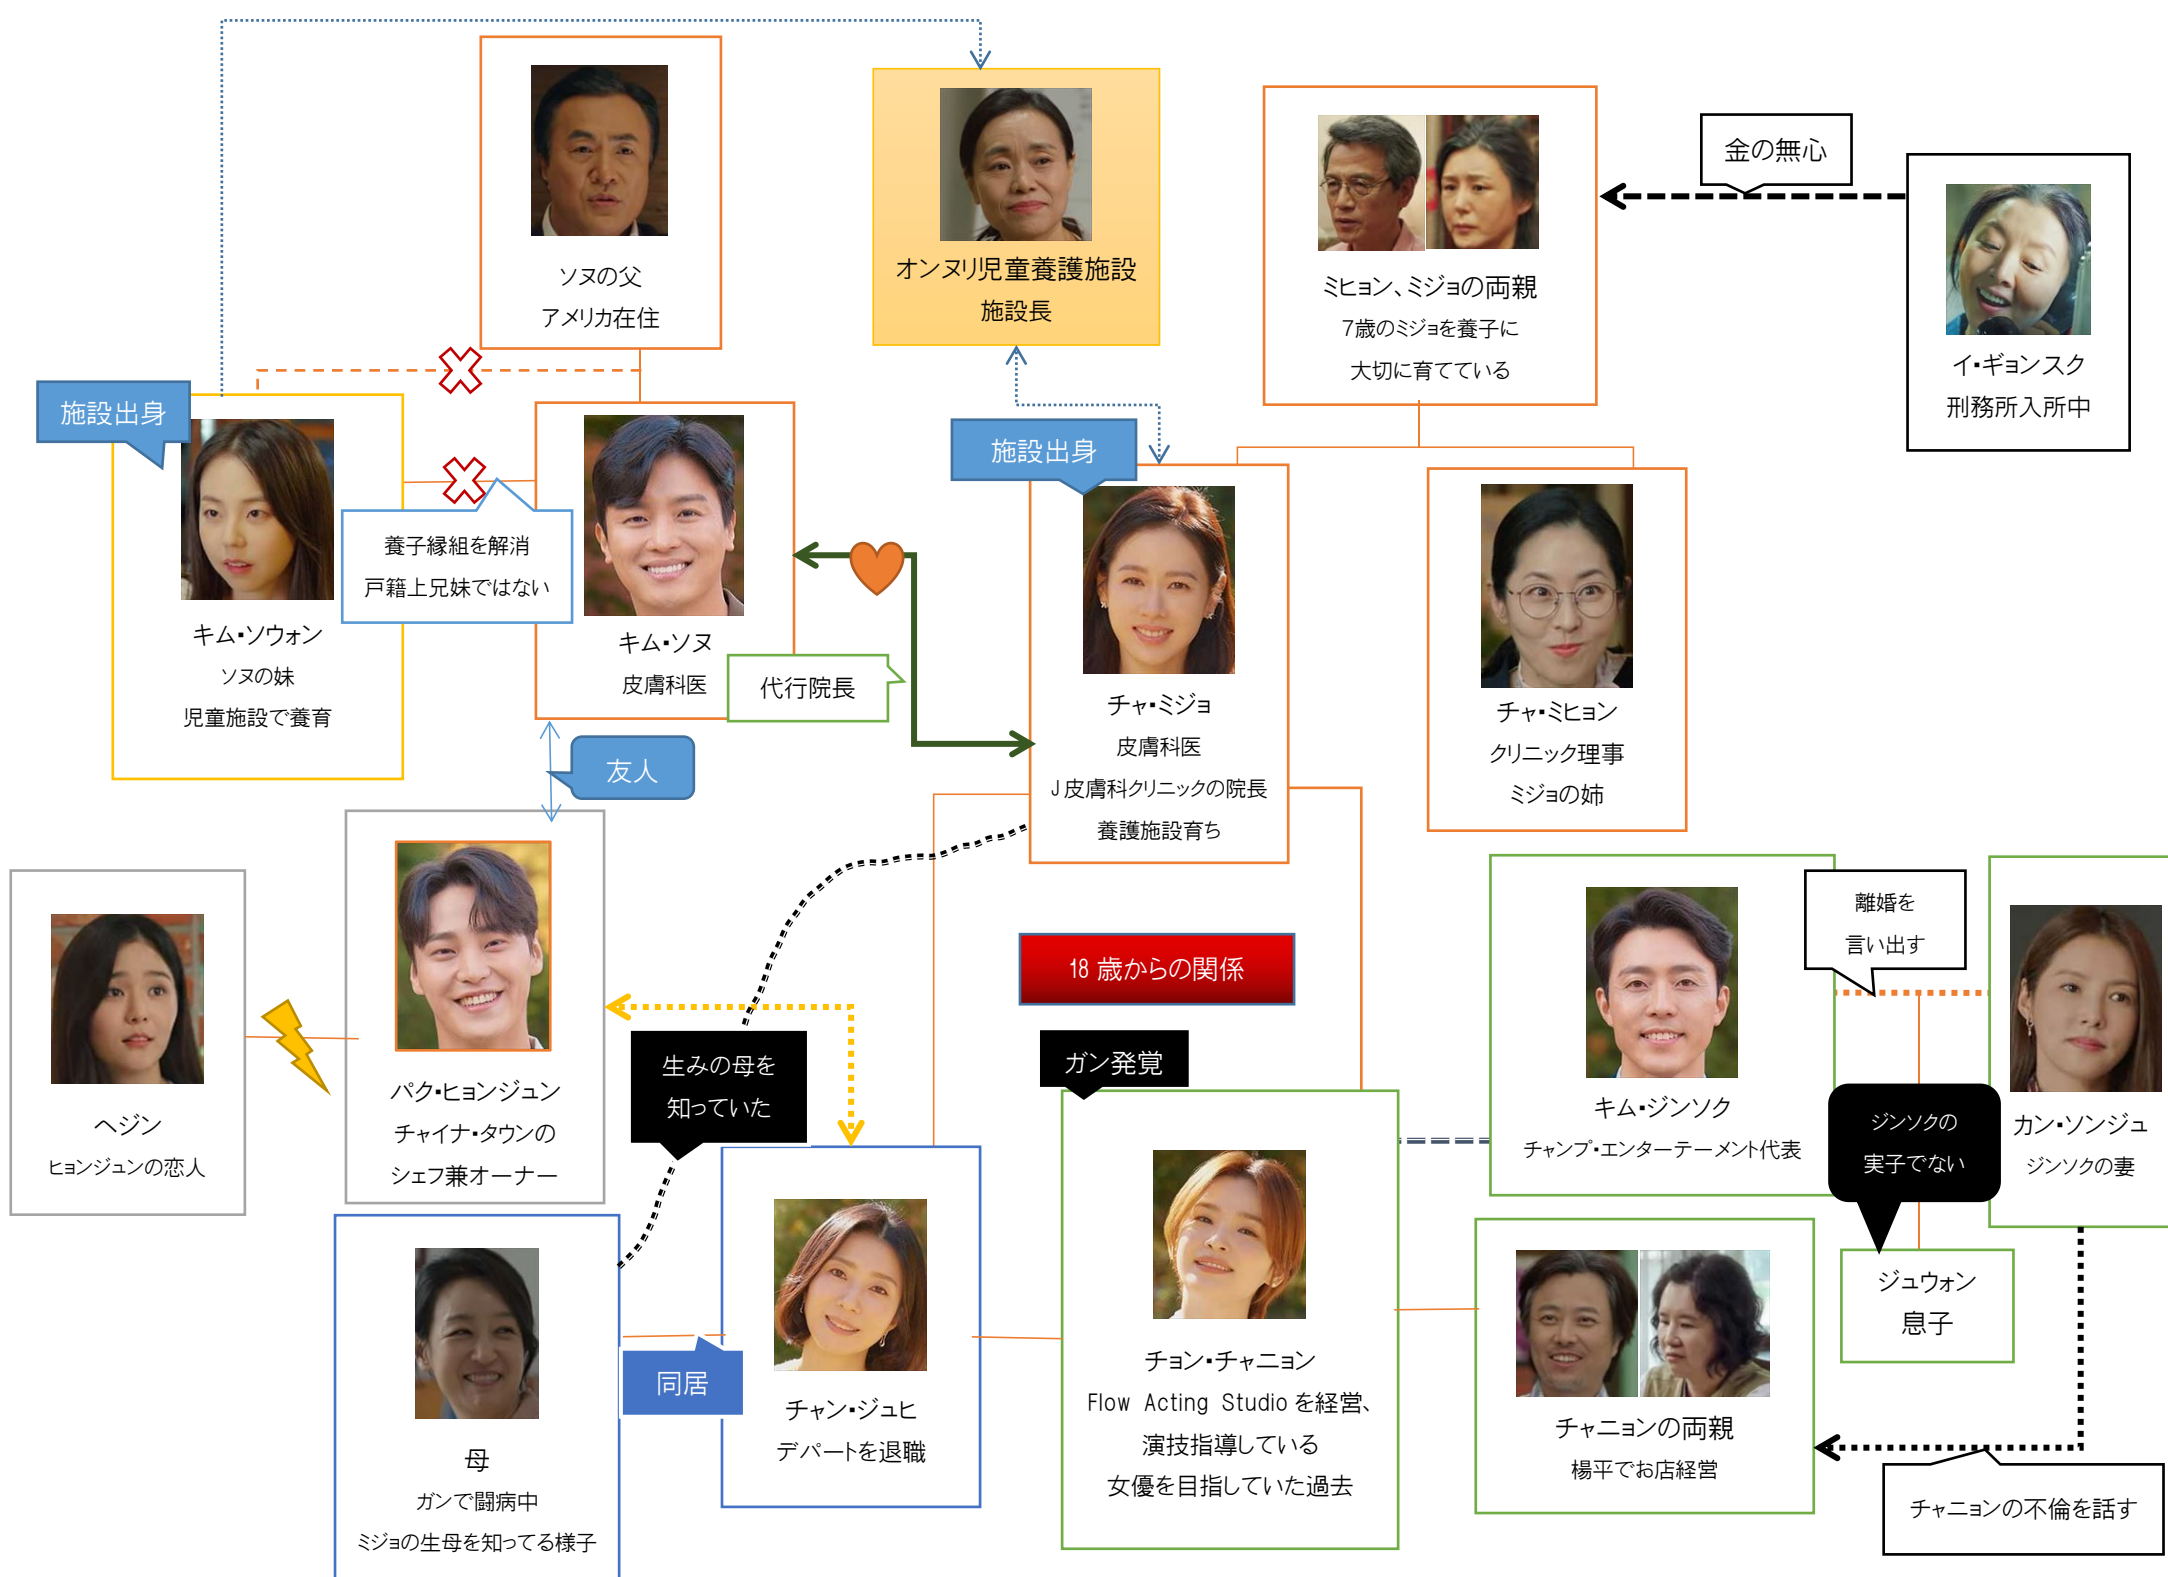 ソヌの父
アメリカ在住
オンヌリ児童養護施設
施設長
ミヒョン、ミジョの両親
7歳のミジョを養子に
大切に育てている
金の無心
イ・ギョンスク
刑務所入所中
施設出身
キム・ソウォン
ソヌの妹
児童施設で養育
養子縁組を解消
戸籍上兄妹ではない
キム・ソヌ
皮膚科医
代行院長
施設出身
チャ・ミジョ
皮膚科医
J皮膚科クリニックの院長
養護施設育ち
チャ・ミヒョン
クリニック理事
ミジョの姉
友人
ヘジン
ヒョンジュンの恋人
パク・ヒョンジュン
チャイナ・タウンの
シェフ兼オーナー
生みの母を
知っていた
18歳からの関係
ガン発覚
キム・ジンソク
チャンプ・エンターテーメント代表
離婚を
言い出す
カン・ソンジュ
ジンソクの妻
ジンソクの
実子でない
ジュウォン
息子
母
ガンで闘病中
ミジョの生母を知ってる様子
同居
チャン・ジュヒ
デパートを退職
チョン・チャニョン
Flow Acting Studioを経営、
演技指導している
女優を目指していた過去
チャニョンの両親
楊平でお店経営
チャニョンの不倫を話す